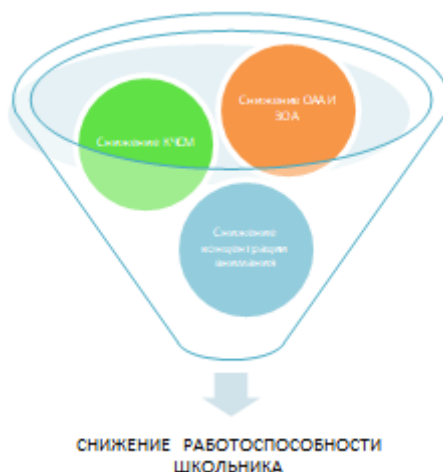 Снижение ОАА И
ЗОА
Снижение КЧСМ
Снижение
концентрации
внимания
СНИЖЕНИЕ РАБОТОСПОСОБНОСТИ
ШКОЛЬНИКА